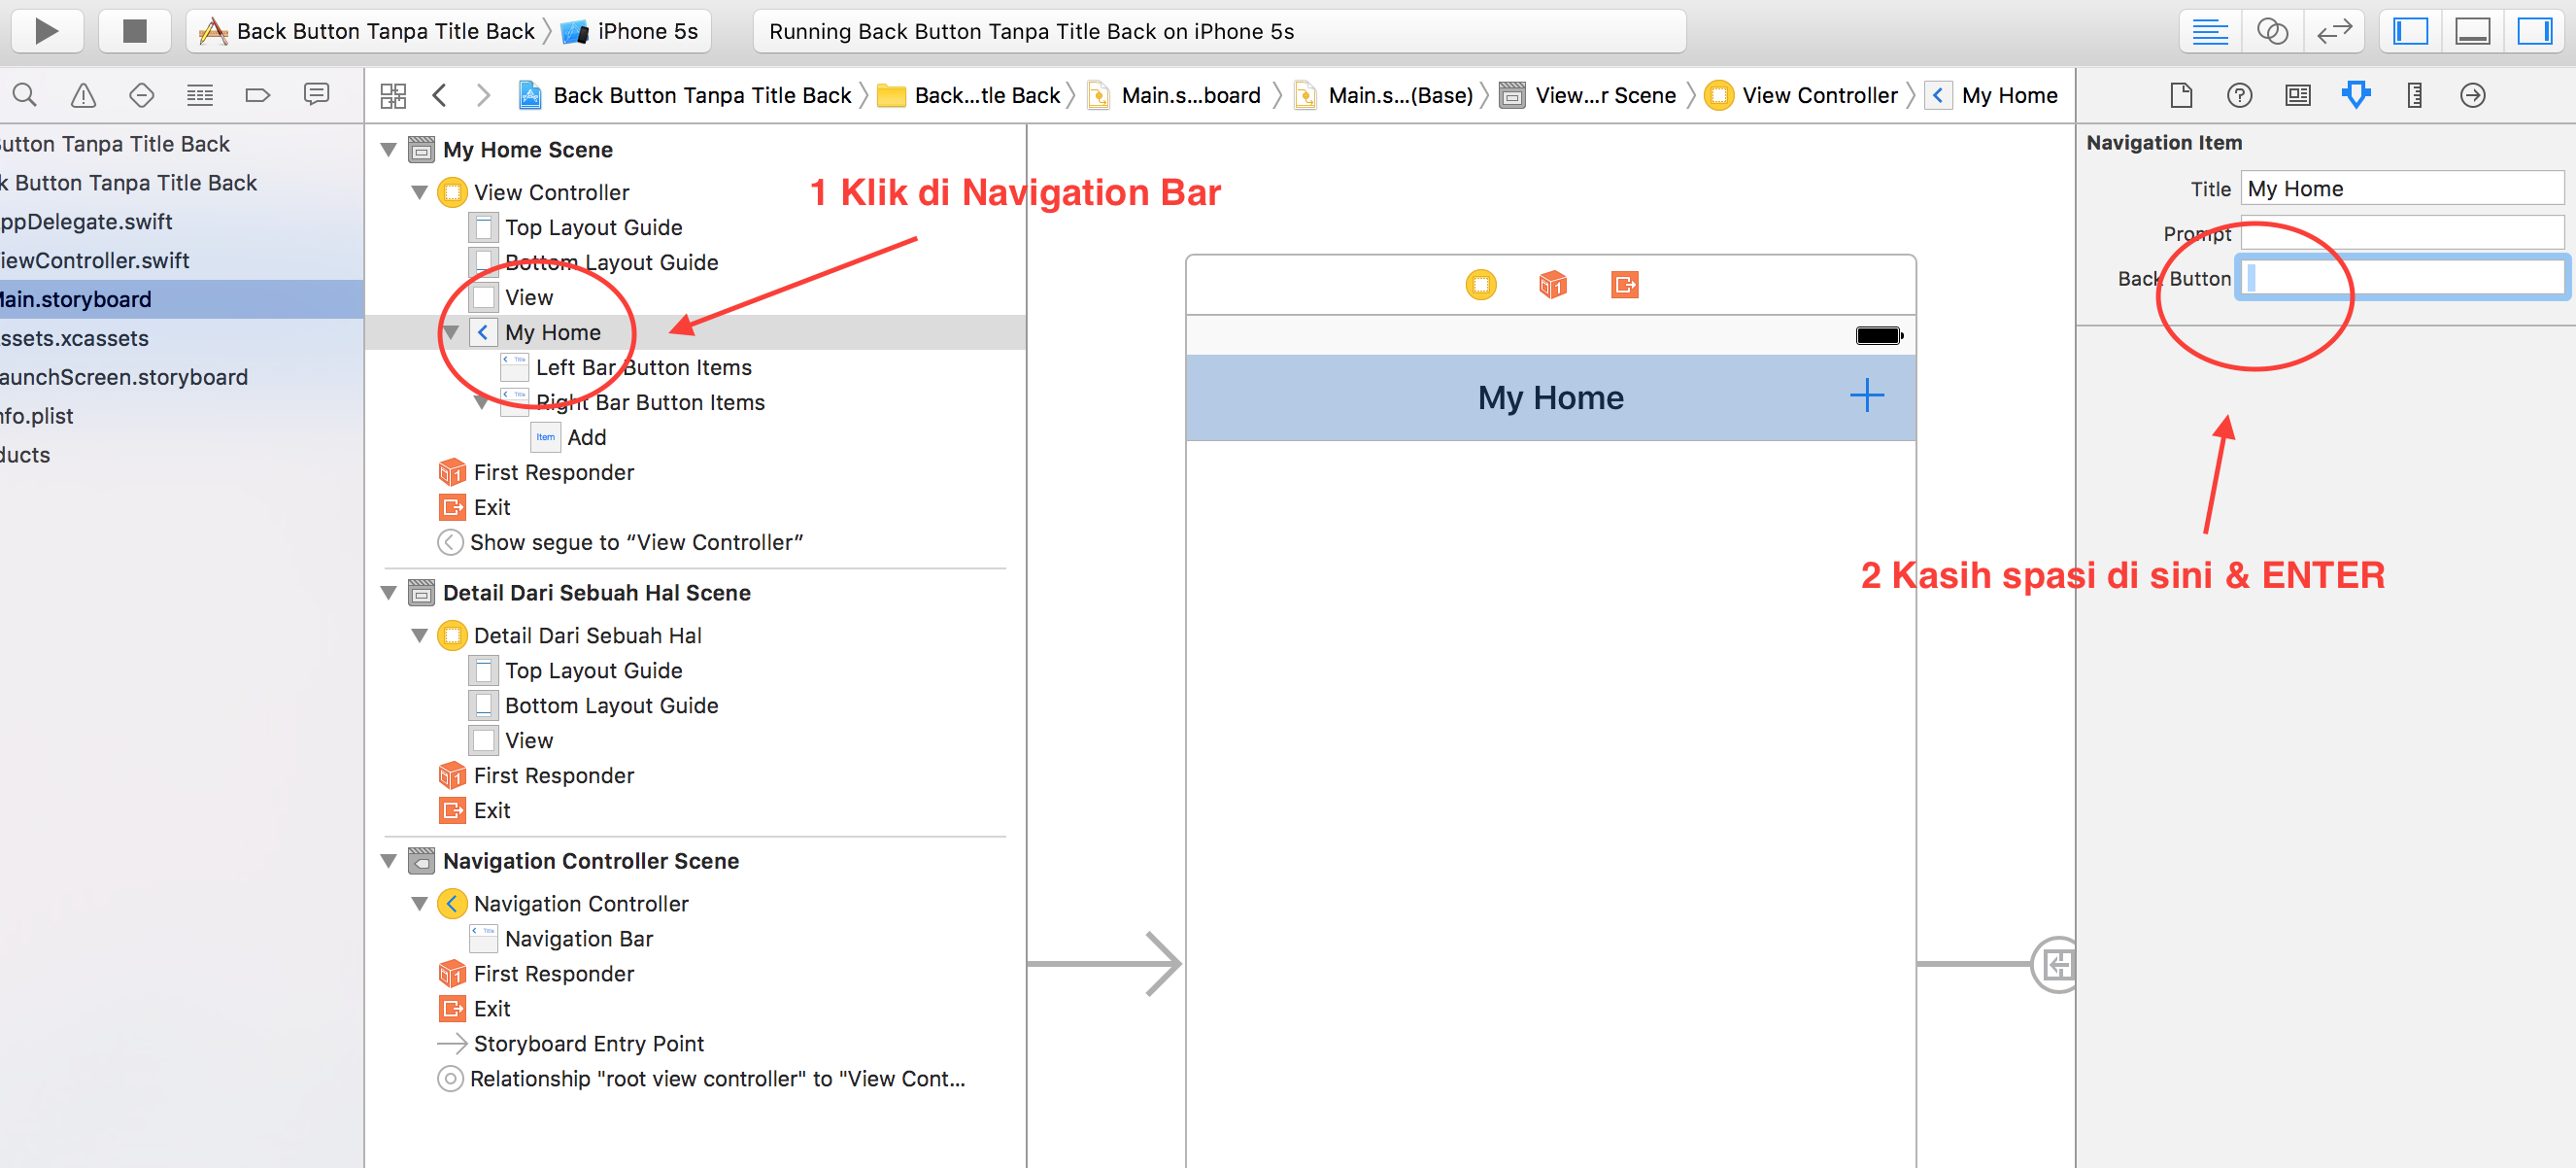 Back Button Tanpa Title Back
iPhone 5s
Running Back Button Tanpa Title Back on iPhone 5s
Back Button Tanpa Title Back
Back...tle Back
Main.s...board
Main.s...(Base)
View...r Scene
View Controller
My Home
utton Tanpa Title Back
k Button Tanpa Title Back
ppDelegate.swift
iewController.swift
Main.storyboard
ssets.xcassets
aunchScreen.storyboard
nfo.plist
ducts
My Home Scene
View Controller
Top Layout Guide
Bottom Layout Guide
View
My Home
Left Bar Button Items
Right Bar Button Items
Item Add
First Responder
Exit
Show segue to “View Controller”
Detail Dari Sebuah Hal Scene
Detail Dari Sebuah Hal
Top Layout Guide
Bottom Layout Guide
View
First Responder
Exit
Navigation Controller Scene
Navigation Controller
Navigation Bar
First Responder
Exit
Storyboard Entry Point
Relationship "root view controller" to "View Cont...
1 Klik di Navigation Bar
My Home
Navigation Item
Title My Home
Prompt
Back Button
2 Kasih spasi di sini & ENTER